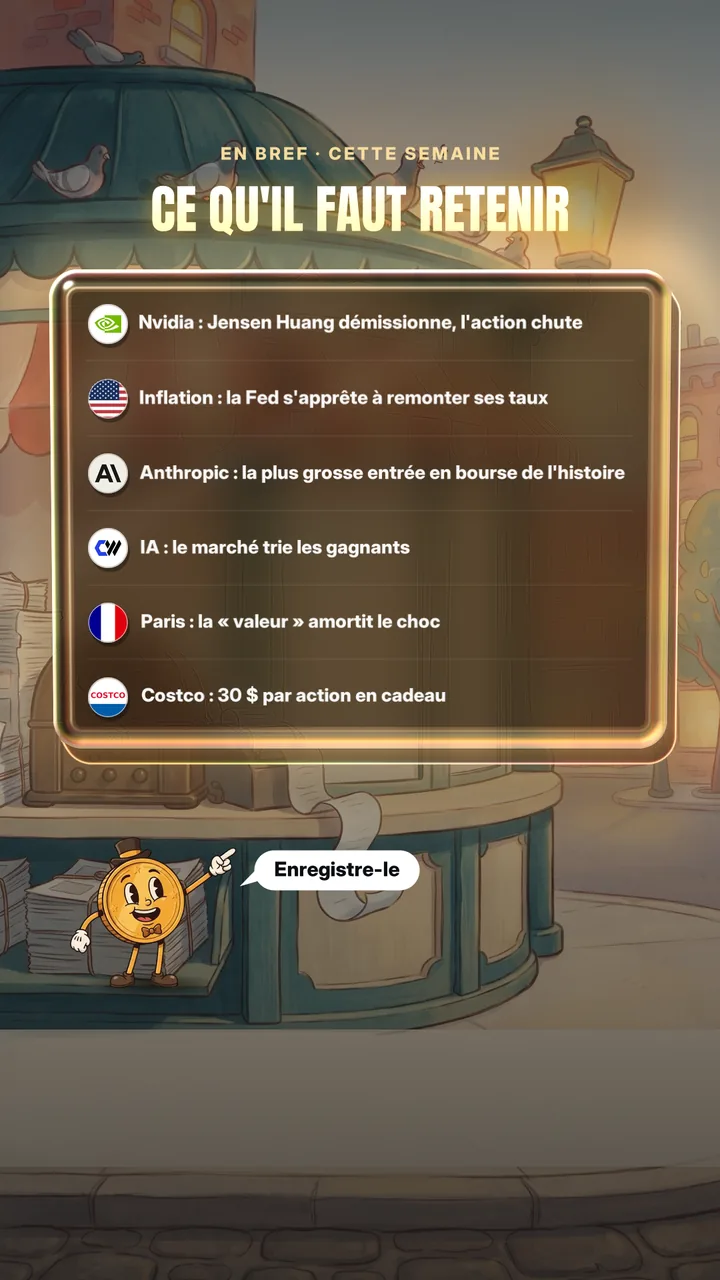 EN BREF · CETTE SEMAINE
CE QU'IL FAUT RETENIR
Nvidia : Jensen Huang démissionne, l'action chute
Inflation : la Fed s'apprête à remonter ses taux
A\ Anthropic : la plus grosse entrée en bourse de l'histoire
IA : le marché trie les gagnants
Paris : la « valeur » amortit le choc
COSTCO Costco : 30 $ par action en cadeau
Enregistre-le